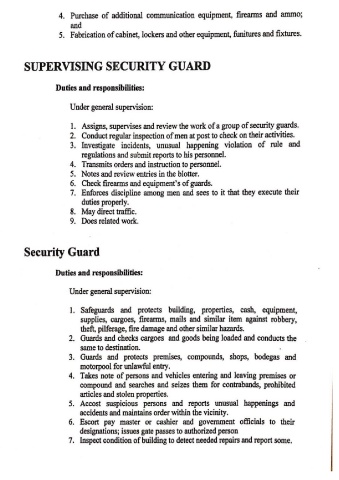 4. Purchase of additional communication equipment, firearms and ammo;
and
5. Fabrication of cabinet, lockers and other equipment, funitures and fixtures.
SUPERVISING SECURITY GUARD
Duties and responsibilities:
Under general supervision:
1. Assigns, supervises and review the work of a group of security guards.
2. Conduct regular inspection of men at post to check on their activities.
3. Investigate incidents, unusual happening violation of rule and
regulations and submit reports to his personnel.
4. Transmits orders and instruction to personnel.
5. Notes and review entries in the blotter.
6. Check firearms and equipment's of guards.
7. Enforces discipline among men and sees to it that they execute their
duties properly.
8. May direct traffic.
9. Does related work.
Security Guard
Duties and responsibilities:
Under general supervision:
1. Safeguards and protects building, properties, cash, equipment,
supplies, cargoes, firearms, mails and similar item against robbery,
theft, pilferage, fire damage and other similar hazards.
2. Guards and checks cargoes and goods being loaded and conducts the
same to destination.
3. Guards and protects premises, compounds, shops, bodegas and
motorpool for unlawful entry.
4. Takes note of persons and vehicles entering and leaving premises or
compound and searches and seizes them for contrabands, prohibited
articles and stolen properties.
5. Accost suspicious persons and reports unusual happenings and
accidents and maintains order within the vicinity.
6. Escort pay master or cashier and government officials to their
designations; issues gate passes to authorized person
7. Inspect condition of building to detect needed repairs and report some.